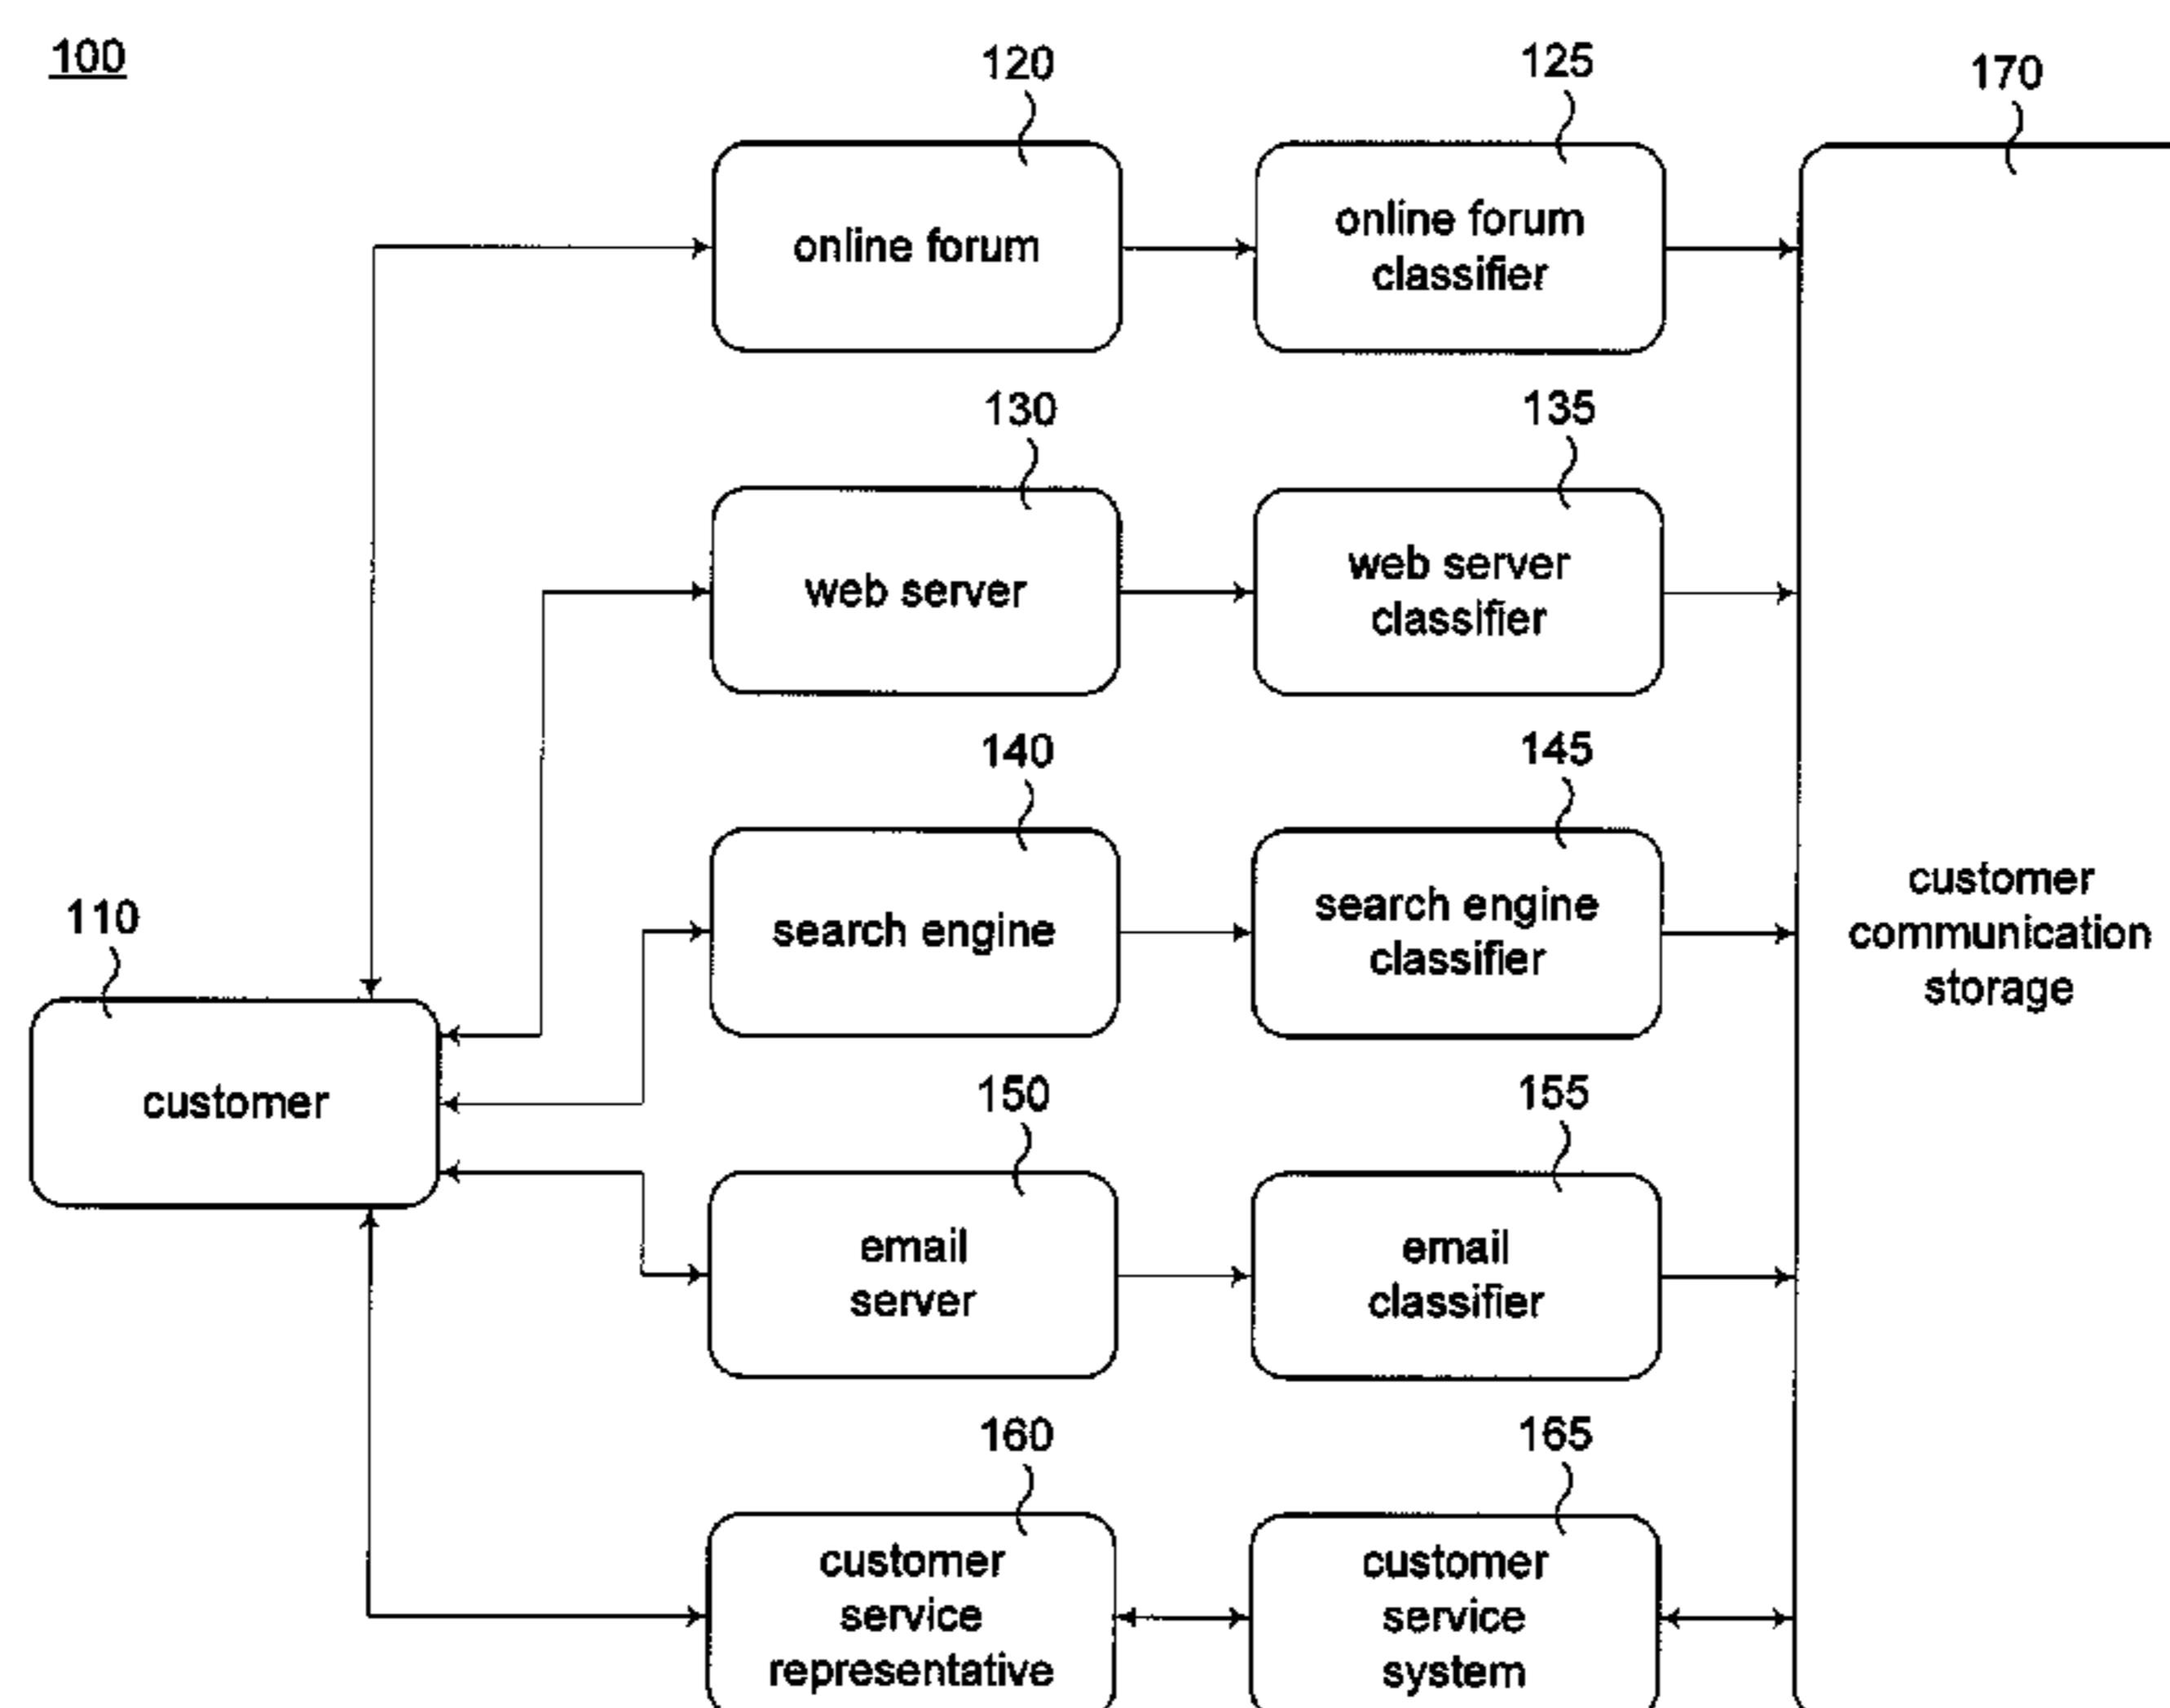 100
120
125
170
online forum
online forum
classifier
130
135
web server
web server
classifier
140
145
search engine
search engine
classifier
customer
communication
storage
110
customer
150
155
email
server
email
classifier
160
165
customer
service
representative
customer
service
system